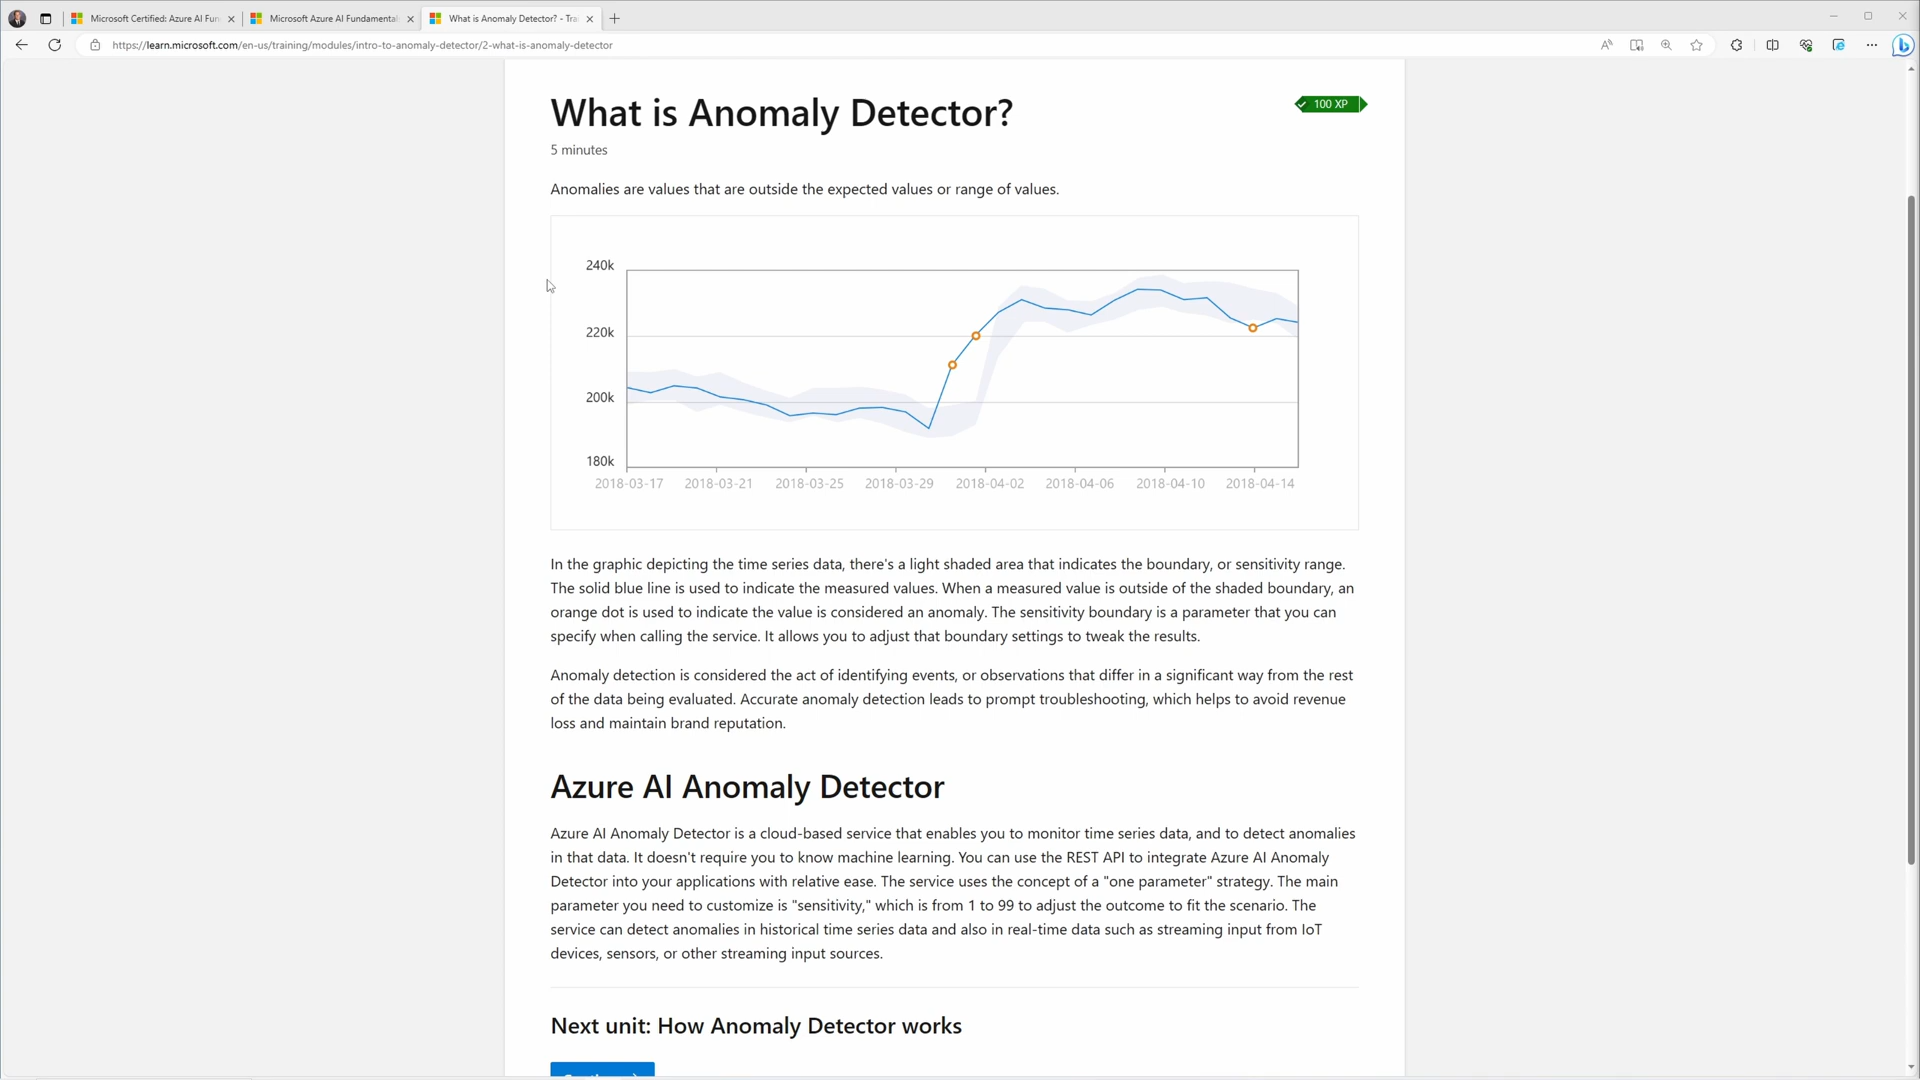 Microsoft Certified: Azure AI Fun
Microsoft Azure AI Fundamental
What is Anomaly Detector? - Tra
https://learn.microsoft.com/en-us/training/modules/intro-to-anomaly-detector/2-what-is-anomaly-detector
What is Anomaly Detector?
100 XP
5 minutes
Anomalies are values that are outside the expected values or range of values.
240k
220k
200k
180k
2018-03-17 2018-03-21 2018-03-25 2018-03-29 2018-04-02 2018-04-06 2018-04-10 2018-04-14
In the graphic depicting the time series data, there's a light shaded area that indicates the boundary, or sensitivity range.
The solid blue line is used to indicate the measured values. When a measured value is outside of the shaded boundary, an
orange dot is used to indicate the value is considered an anomaly. The sensitivity boundary is a parameter that you can
specify when calling the service. It allows you to adjust that boundary settings to tweak the results.
Anomaly detection is considered the act of identifying events, or observations that differ in a significant way from the rest
of the data being evaluated. Accurate anomaly detection leads to prompt troubleshooting, which helps to avoid revenue
loss and maintain brand reputation.
Azure AI Anomaly Detector
Azure AI Anomaly Detector is a cloud-based service that enables you to monitor time series data, and to detect anomalies
in that data. It doesn't require you to know machine learning. You can use the REST API to integrate Azure AI Anomaly
Detector into your applications with relative ease. The service uses the concept of a "one parameter" strategy. The main
parameter you need to customize is "sensitivity," which is from 1 to 99 to adjust the outcome to fit the scenario. The
service can detect anomalies in historical time series data and also in real-time data such as streaming input from IoT
devices, sensors, or other streaming input sources.
Next unit: How Anomaly Detector works